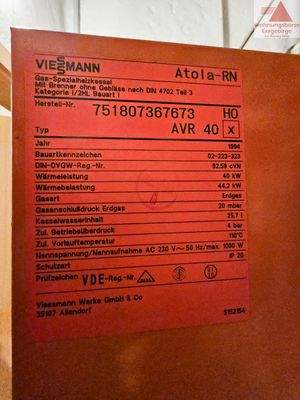 wohnungsbörse
Erzgebirge
VIESSMANN Atola-RN
Gas-Spezialheizkessel
Mit Brenner ohne Gebläse nach DIN 4702 Teil 3
Kategorie I/2HL Bauart I
Herstell-Nr. 751807367673 HO
Typ AVR 40 x
Jahr 1994
Bauartkennzeichen 02-223-323
DIN-DVGW-Reg.-Nr. 92.58 cVN
Wärmeleistung 40 kW
Wärmebelastung 44,2 kW
Gasart Erdgas
Gasanschlußdruck Erdgas 20 mbar
Kesselwasserinhalt 25,7 l
Zul. Betriebsüberdruck 4 bar
Zul. Vorlauftemperatur 110°C
Nennspannung/Nennaufnahme AC 230 V~ 50 Hz/max. 1000 W
Schutzart IP 20
Prüfzeichen VDE-Reg.-Nr.
Viessmann Werke GmbH & Co
35107 Allendorf
5152154